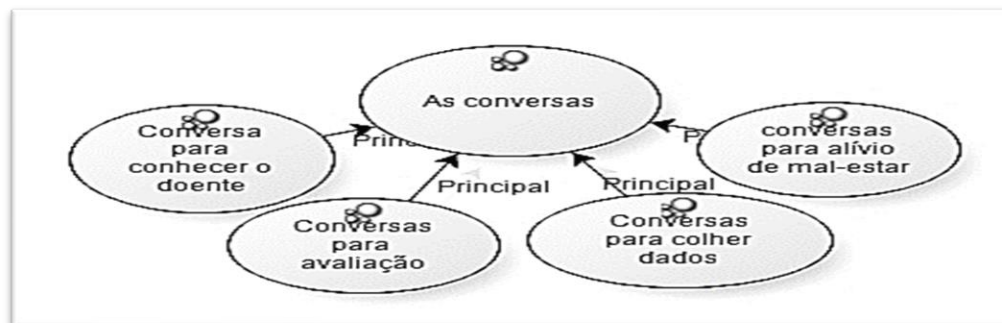 As conversas
Conversa
para
conhecer o
doente
conversas
para alívio
de mal-estar
Principal
Principal
Conversas
para
avaliação
Conversas
para colher
dados